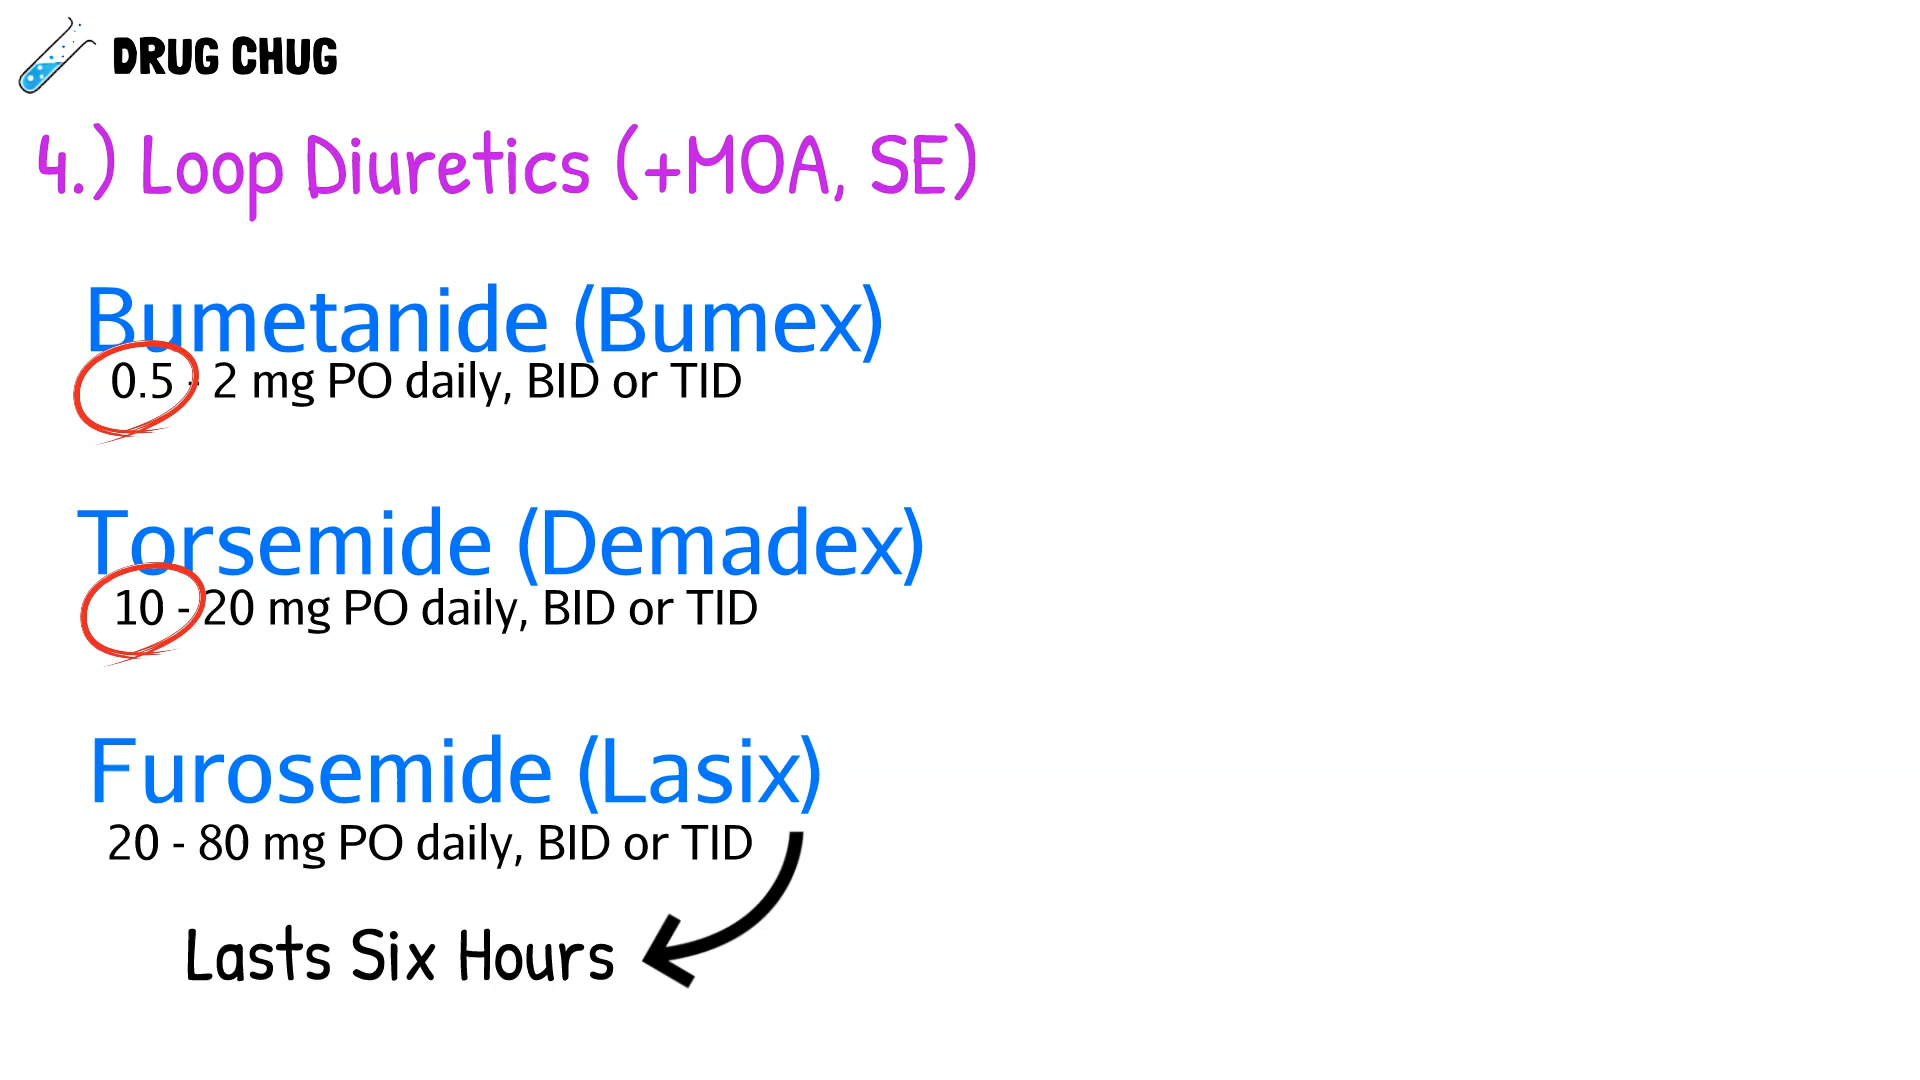 DRUG CHUG
4.) Loop Diuretics (+MOA, SE)
Bumetanide (Bumex)
0.5 - 2 mg PO daily, BID or TID
Torsemide (Demadex)
10 - 20 mg PO daily, BID or TID
Furosemide (Lasix)
20 - 80 mg PO daily, BID or TID
Lasts Six Hours